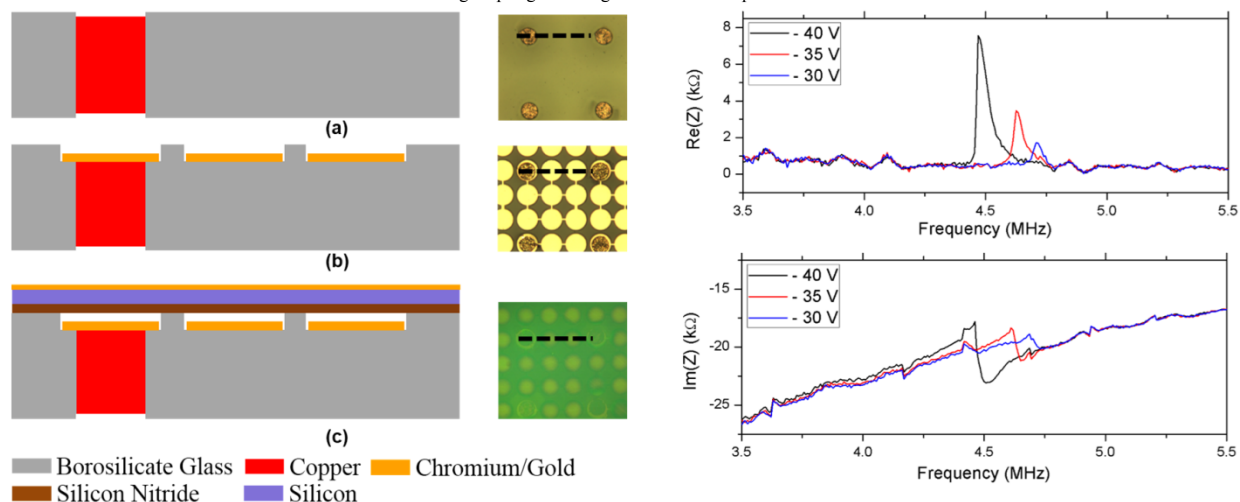 (a)
(b)
(c)
Borosilicate Glass
Copper
Chromium/Gold
Silicon Nitride
Silicon
- 40 V
- 35 V
- 30 V
Re(Z) (kΩ)
8
6
4
2
0
3.5 4.0 4.5 5.0 5.5
Frequency (MHz)
- 40 V
- 35 V
- 30 V
Im(Z) (kΩ)
-15
-20
-25
3.5 4.0 4.5 5.0 5.5
Frequency (MHz)